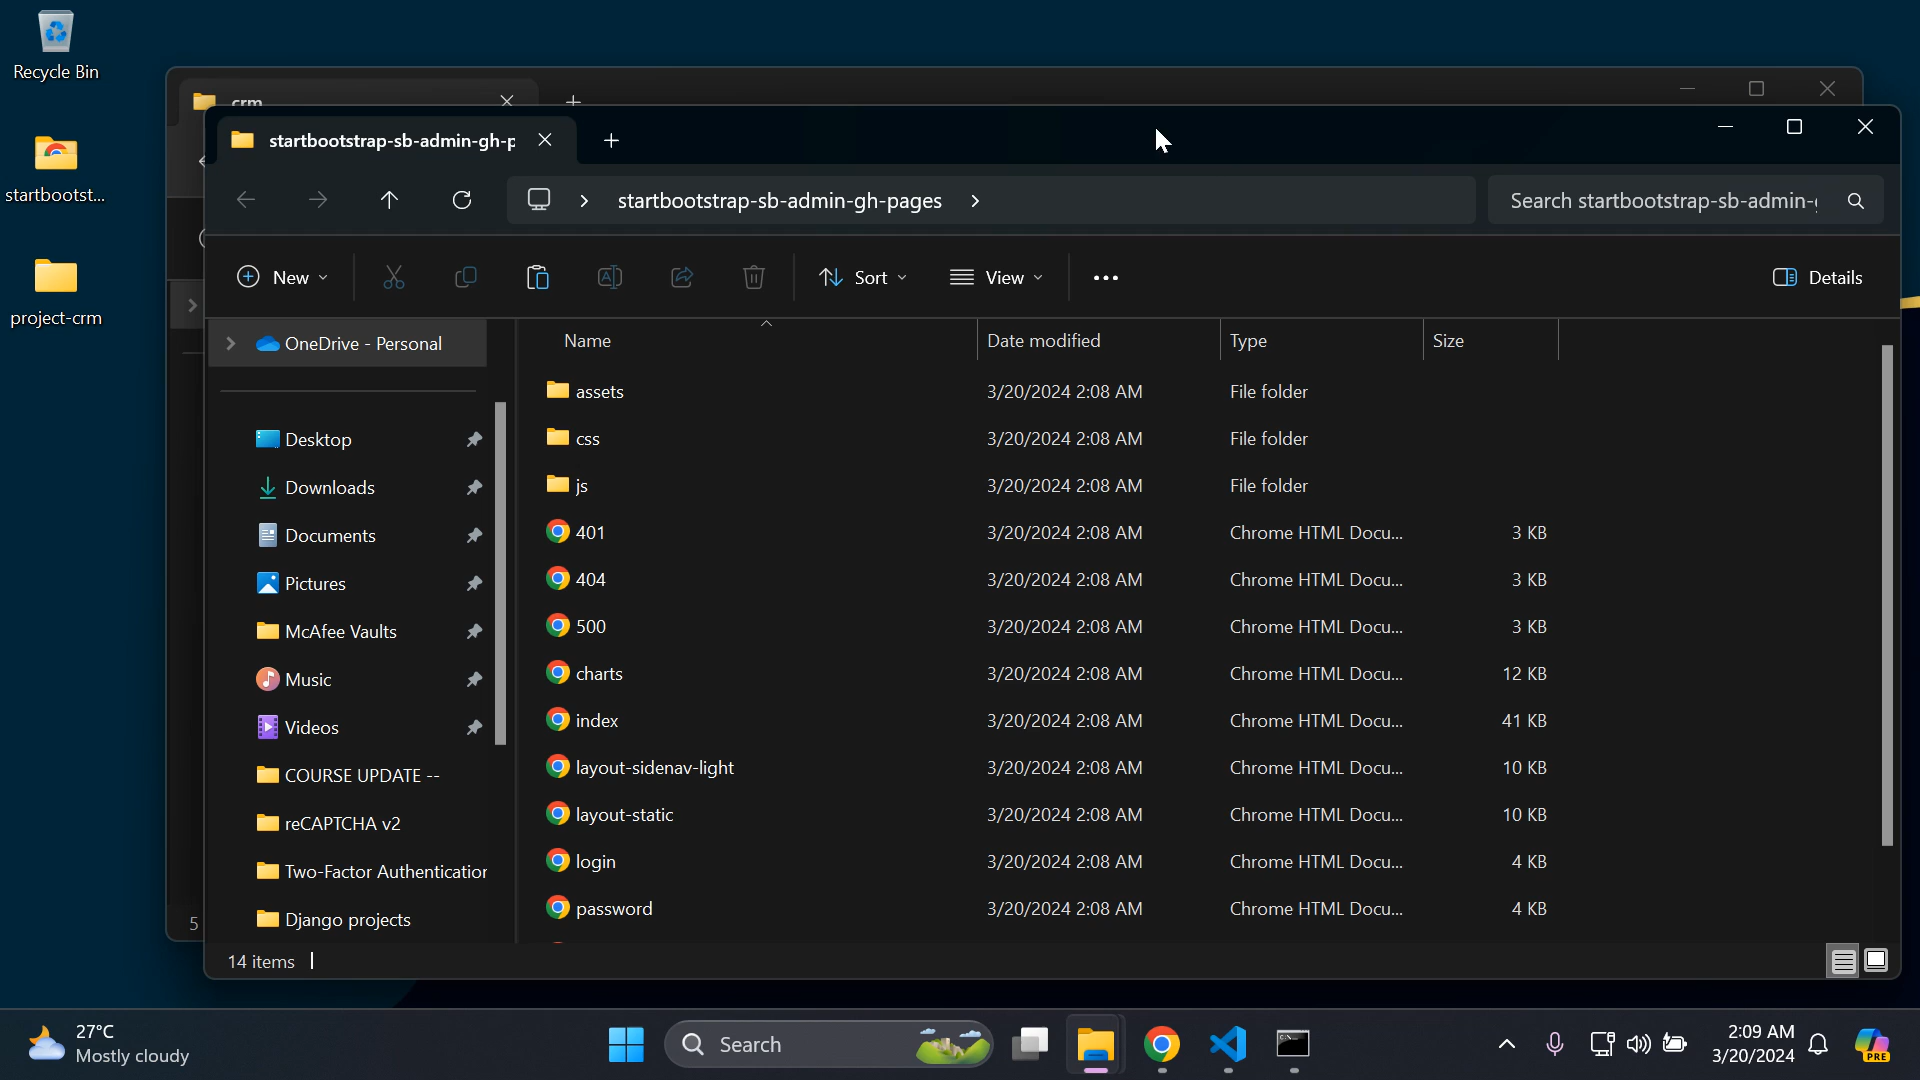 Recycle Bin
startbootst...
project-crm
crm
startbootstrap-sb-admin-gh-p
startbootstrap-sb-admin-gh-pages
Search startbootstrap-sb-admin-
New
Sort
View
Details
OneDrive - Personal
Desktop
Downloads
Documents
Pictures
McAfee Vaults
Music
Videos
COURSE UPDATE --
reCAPTCHA v2
Two-Factor Authentication
Django projects
Name Date modified Type Size
assets 3/20/2024 2:08 AM File folder
css 3/20/2024 2:08 AM File folder
js 3/20/2024 2:08 AM File folder
401 3/20/2024 2:08 AM Chrome HTML Docu... 3 KB
404 3/20/2024 2:08 AM Chrome HTML Docu... 3 KB
500 3/20/2024 2:08 AM Chrome HTML Docu... 3 KB
charts 3/20/2024 2:08 AM Chrome HTML Docu... 12 KB
index 3/20/2024 2:08 AM Chrome HTML Docu... 41 KB
layout-sidenav-light 3/20/2024 2:08 AM Chrome HTML Docu... 10 KB
layout-static 3/20/2024 2:08 AM Chrome HTML Docu... 10 KB
login 3/20/2024 2:08 AM Chrome HTML Docu... 4 KB
password 3/20/2024 2:08 AM Chrome HTML Docu... 4 KB
5
14 items
27°C
Mostly cloudy
Search
2:09 AM
3/20/2024
PRE